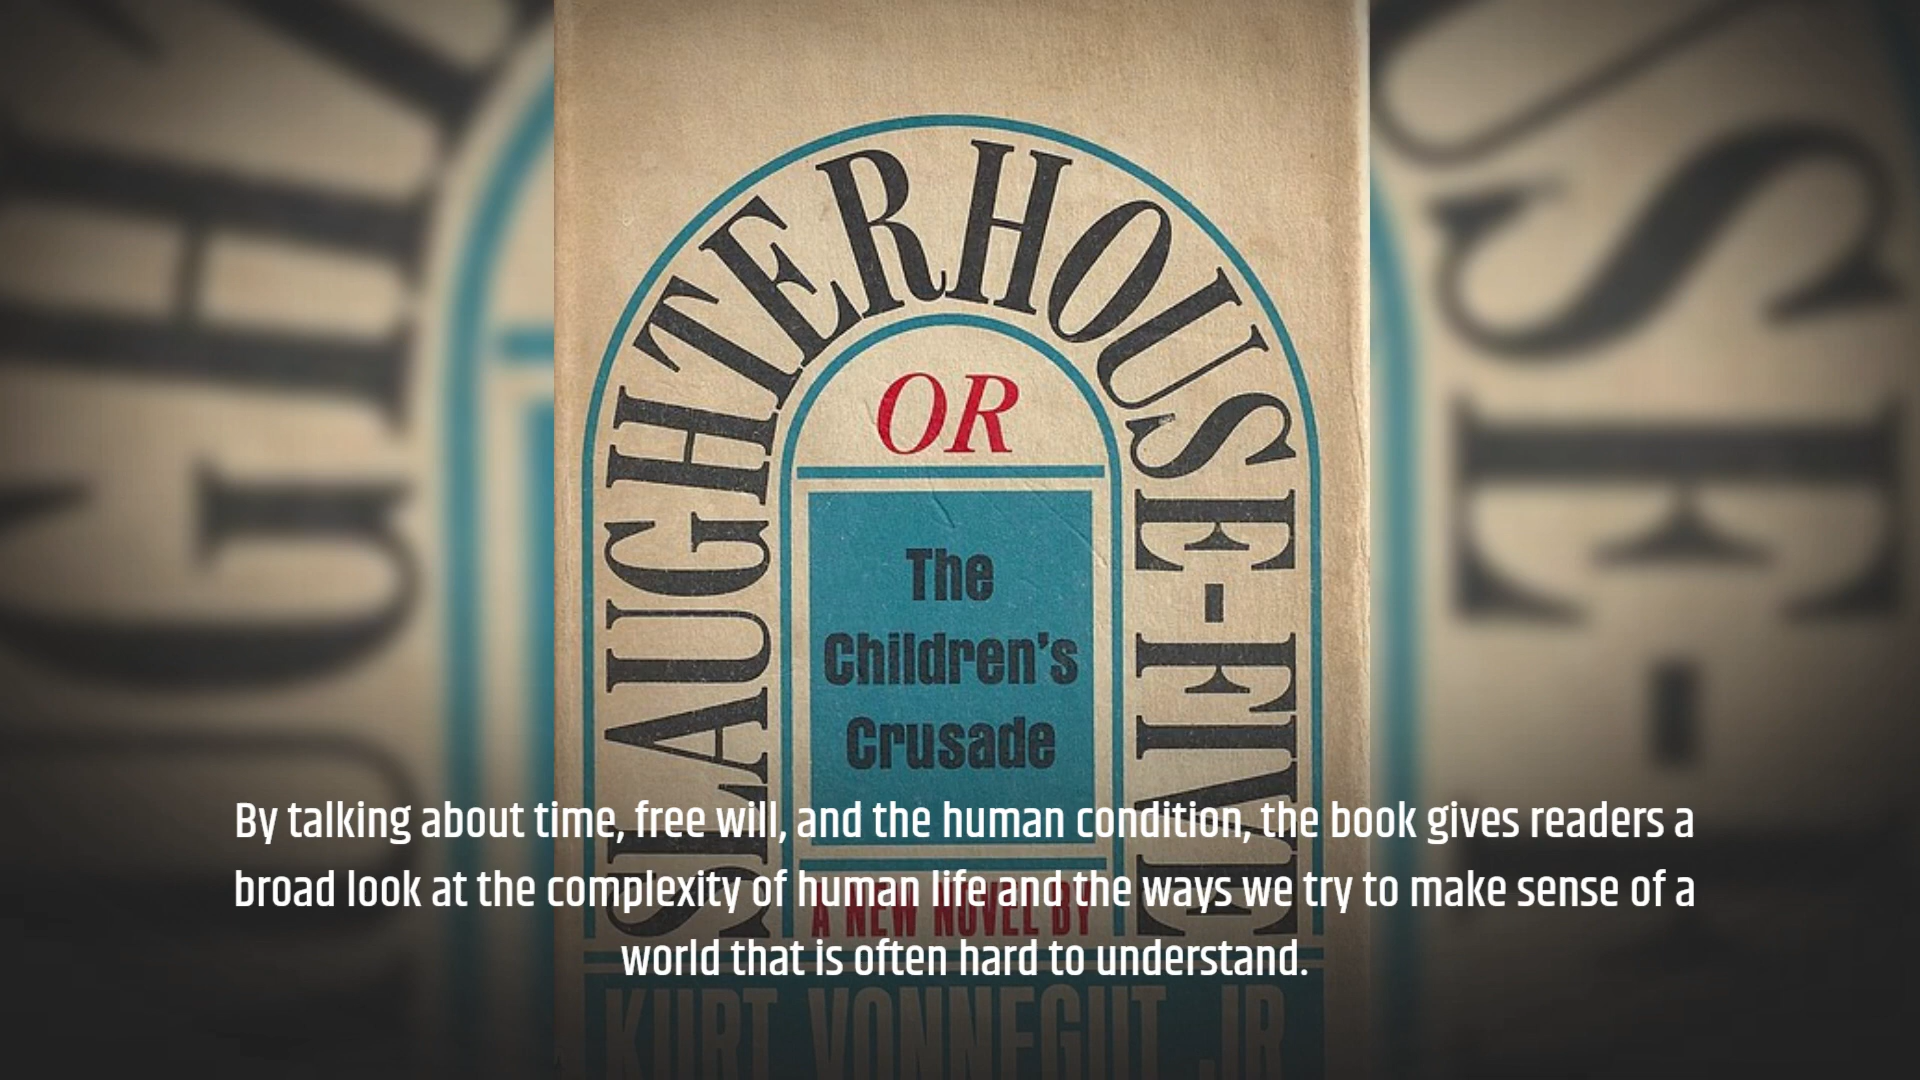 SLAUGHTERHOUSE-FIVE
OR
The
Children's
Crusade
A NEW NOVEL BY
KURT VONNEGUT, JR.
By talking about time, free will, and the human condition, the book gives readers a
broad look at the complexity of human life and the ways we try to make sense of a
world that is often hard to understand.